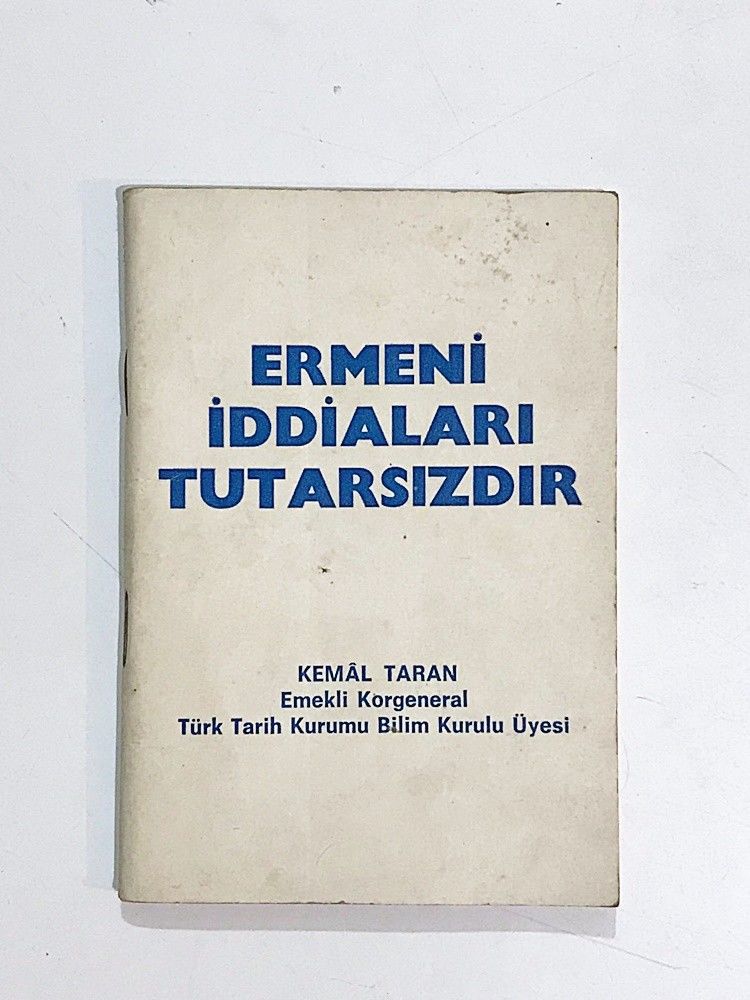 ERMENİ
İDDİALARI
TUTARSIZDIR
KEMÂL TARAN
Emekli Korgeneral
Türk Tarih Kurumu Bilim Kurulu Üyesi